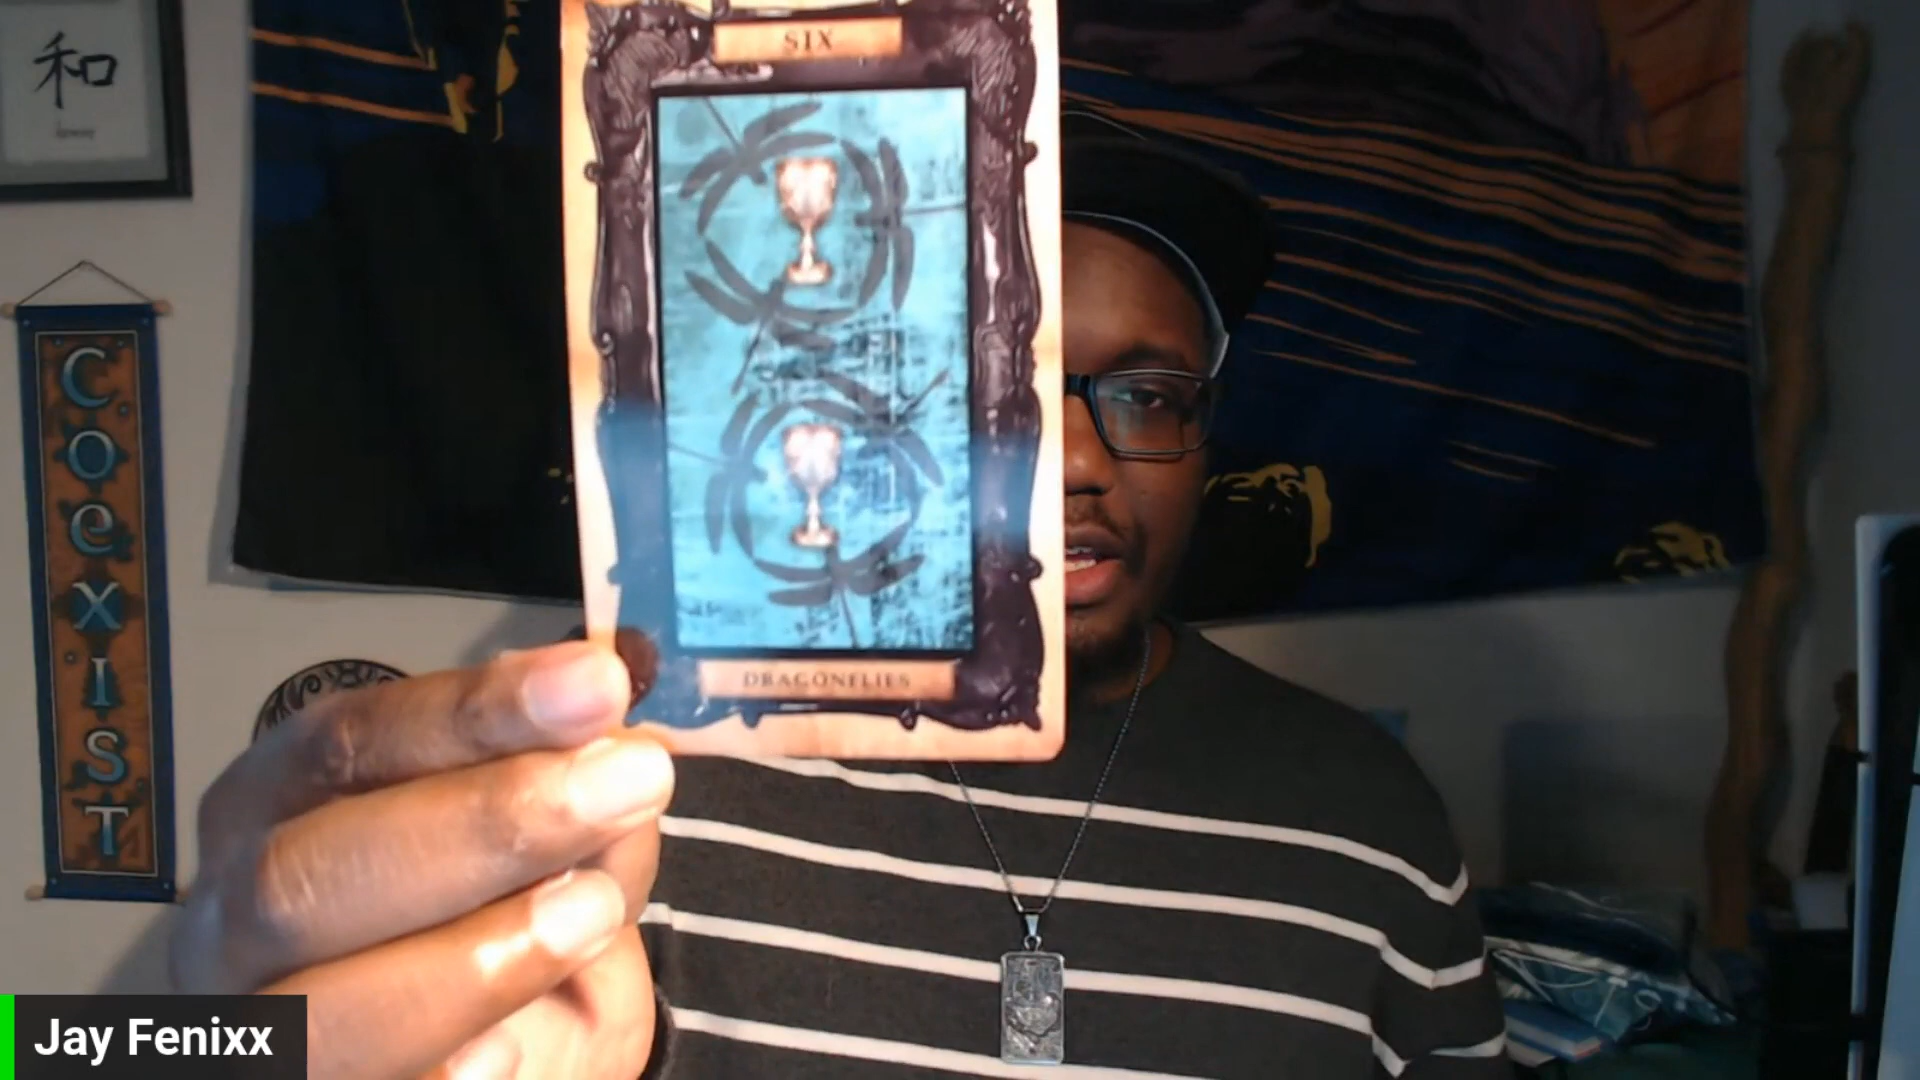 和
SIX
COEXIST
DRAGONFLIES
Jay Fenixx